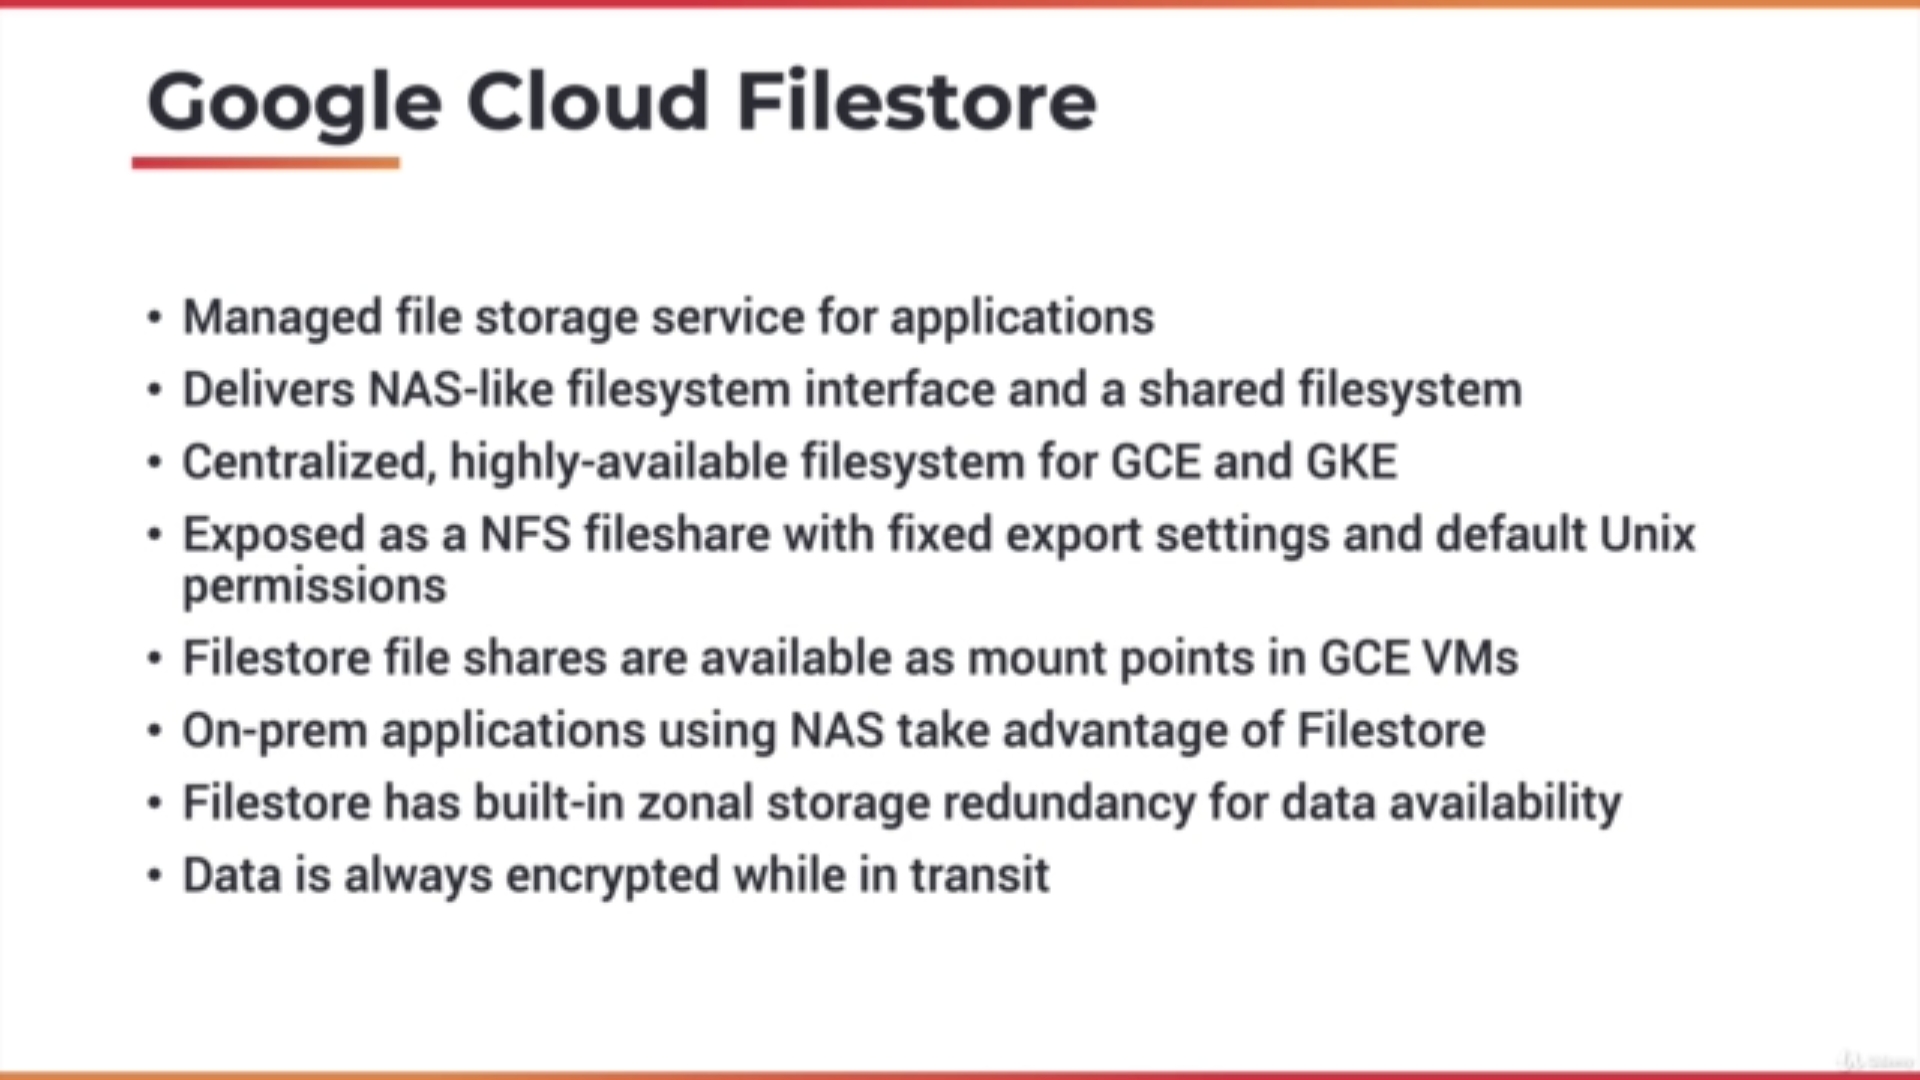 Google Cloud Filestore
• Managed file storage service for applications
• Delivers NAS-like filesystem interface and a shared filesystem
• Centralized, highly-available filesystem for GCE and GKE
• Exposed as a NFS fileshare with fixed export settings and default Unix
permissions
• Filestore file shares are available as mount points in GCE VMs
• On-prem applications using NAS take advantage of Filestore
• Filestore has built-in zonal storage redundancy for data availability
• Data is always encrypted while in transit